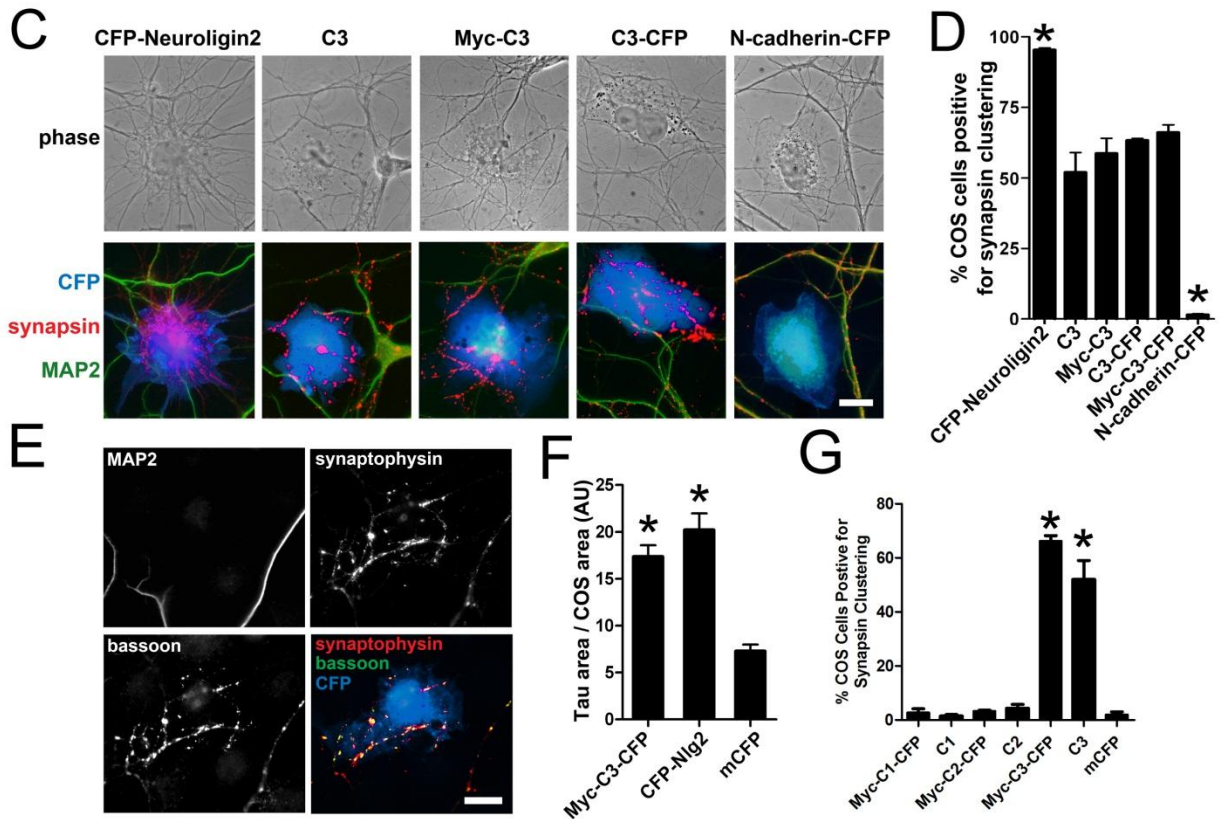 C
CFP-Neuroligin2 C3 Myc-C3 C3-CFP N-cadherin-CFP
phase
CFP
synapsin
MAP2
D
% COS cells positive
for synapsin clustering
100
75
50
25
0
*
*
CFP-Neuroligin2
C3
Myc-C3
C3-CFP
Myc-C3-CFP
N-cadherin-CFP
E
MAP2
synaptophysin
bassoon
synaptophysin
bassoon
CFP
F
Tau area / COS area (AU)
25
20
15
10
5
0
*
*
Myc-C3-CFP
CFP-Nlg2
mCFP
G
% COS Cells Postive for
Synapsin Clustering
80
60
40
20
0
*
*
Myc-C1-CFP
C1
Myc-C2-CFP
C2
Myc-C3-CFP
C3
mCFP